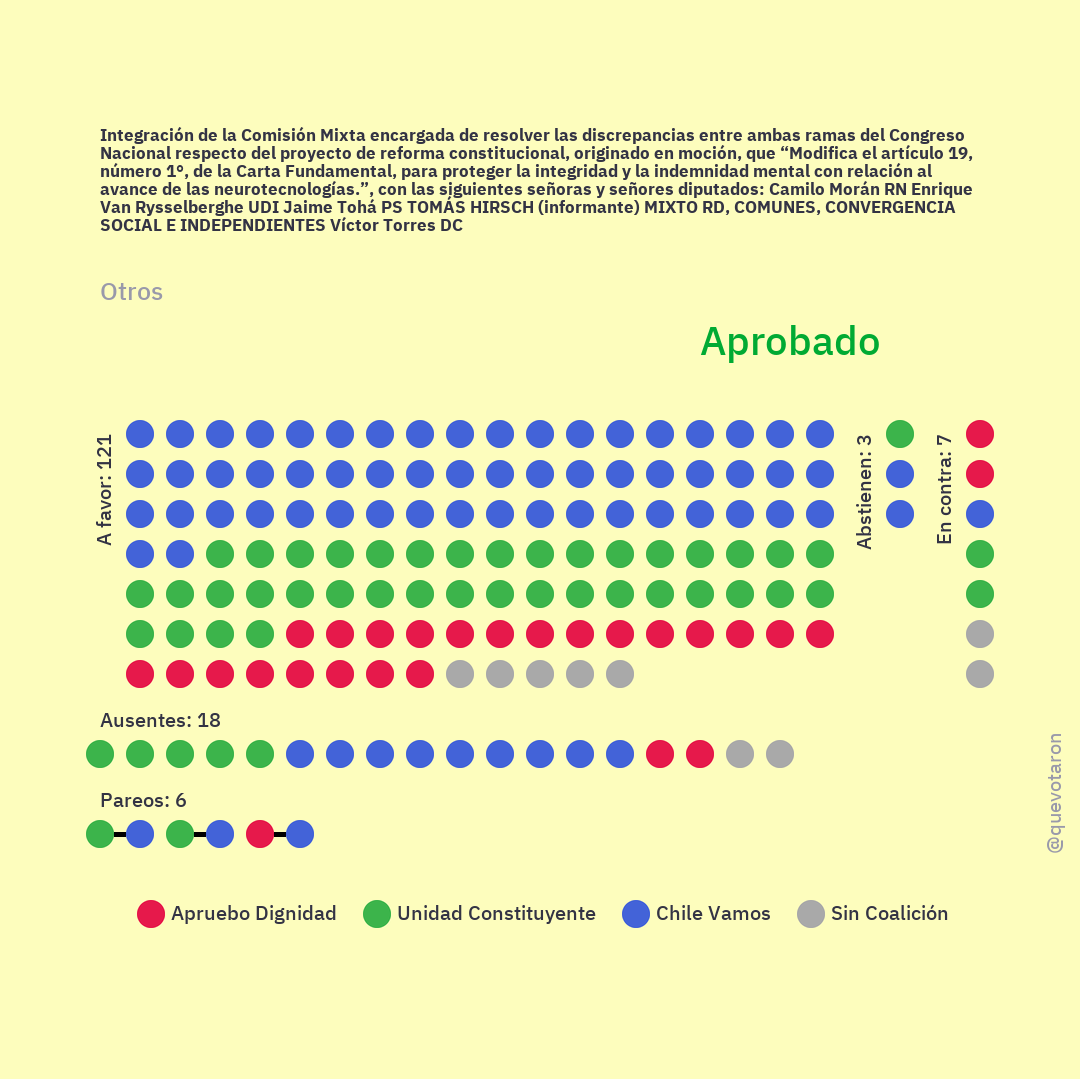 Integración de la Comisión Mixta encargada de resolver las discrepancias entre ambas ramas del Congreso
Nacional respecto del proyecto de reforma constitucional, originado en moción, que “Modifica el artículo 19,
número 1°, de la Carta Fundamental, para proteger la integridad y la indemnidad mental con relación al
avance de las neurotecnologías.”, con las siguientes señoras y señores diputados: Camilo Morán RN Enrique
Van Rysselberghe UDI Jaime Tohá PS TOMÁS HIRSCH (informante) MIXTO RD, COMUNES, CONVERGENCIA
SOCIAL E INDEPENDIENTES Víctor Torres DC
Otros
Aprobado
A favor: 121
Abstienen: 3
En contra: 7
Ausentes: 18
Pareos: 6
@quevotaron
Apruebo Dignidad
Unidad Constituyente
Chile Vamos
Sin Coalición